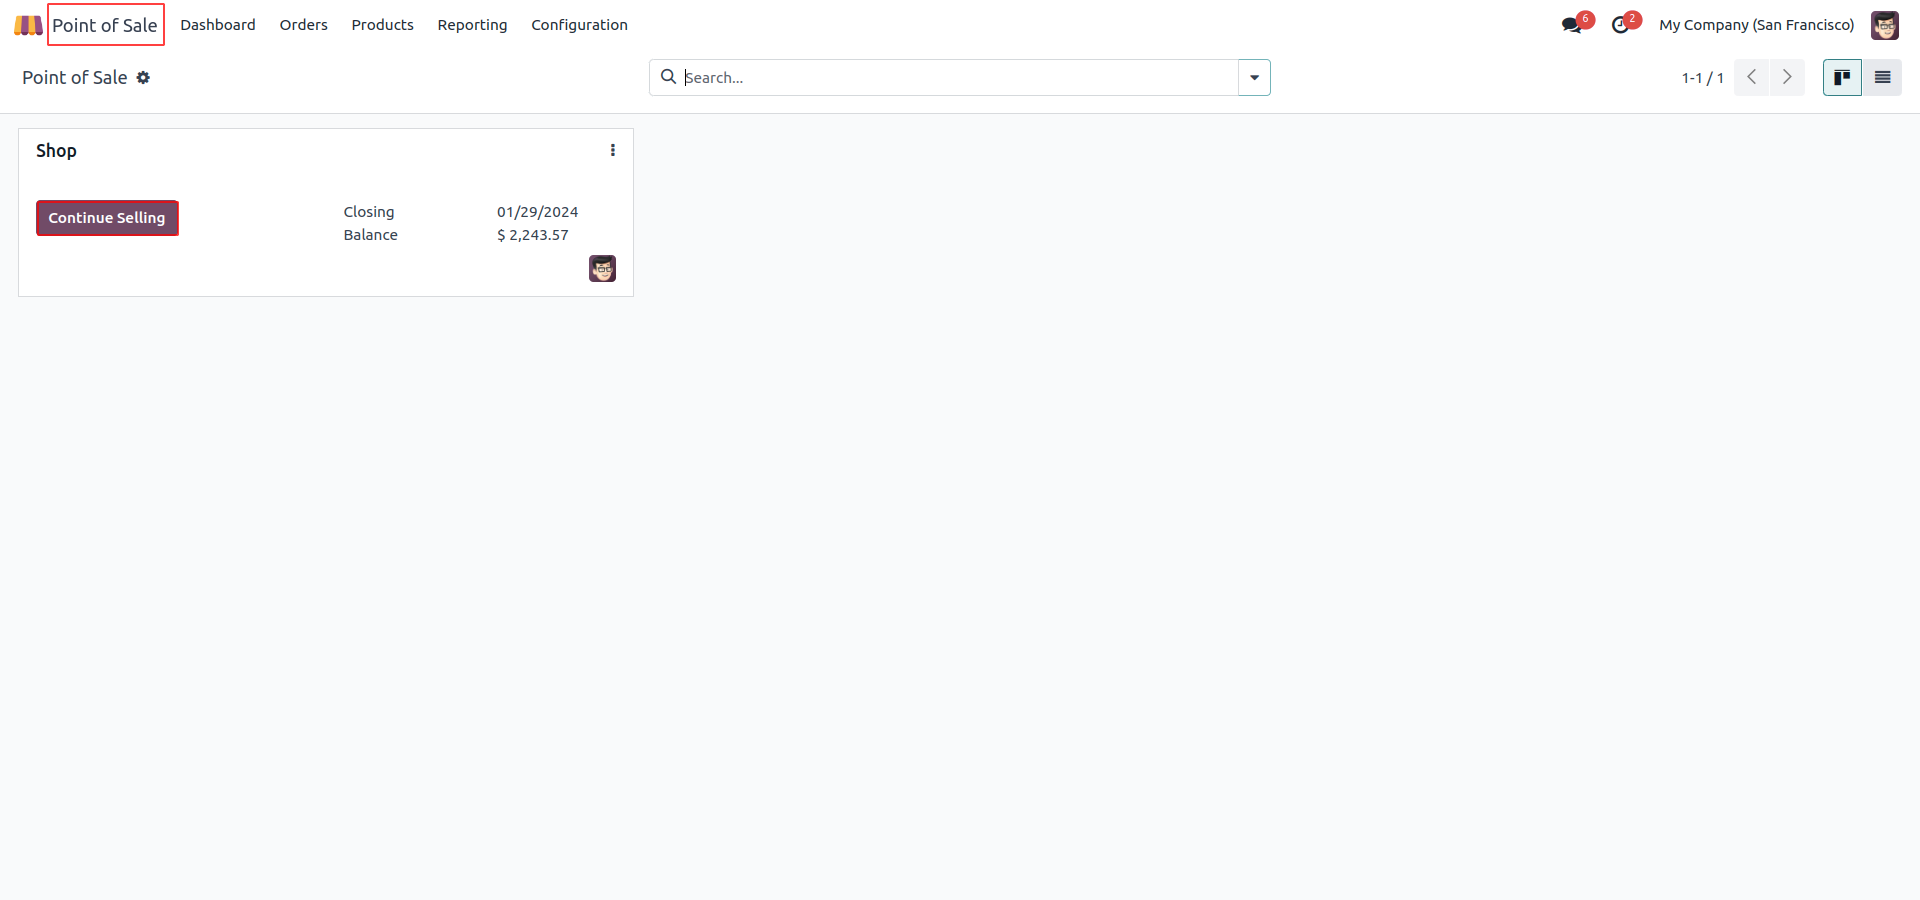 Point of Sale Dashboard Orders Products Reporting Configuration 6 2 My Company (San Francisco)
Point of Sale Search... 1-1 / 1
Shop
Continue Selling
Closing 01/29/2024
Balance $ 2,243.57